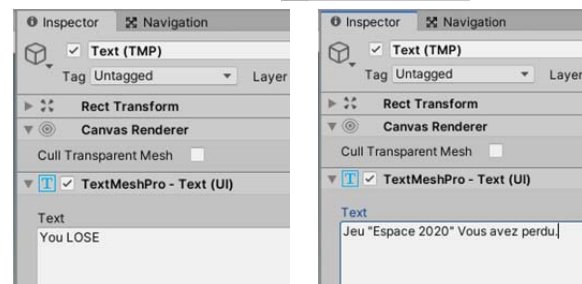 Inspector Navigation
Text (TMP)
Tag Untagged Layer
Rect Transform
Canvas Renderer
Cull Transparent Mesh
TextMeshPro - Text (UI)
Text
You LOSE
Inspector Navigation
Text (TMP)
Tag Untagged Layer
Rect Transform
Canvas Renderer
Cull Transparent Mesh
TextMeshPro - Text (UI)
Text
Jeu "Espace 2020" Vous avez perdu.